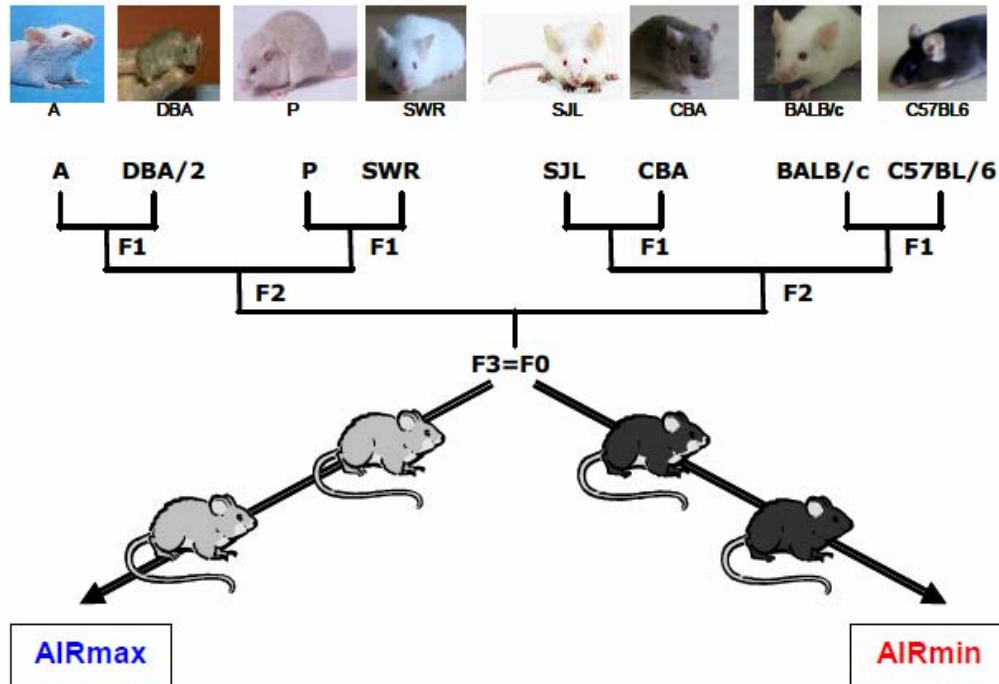 A DBA P SWR SJL CBA BALB/c C57BL6
A DBA/2 P SWR SJL CBA BALB/c C57BL/6
F1 F1 F1 F1
F2 F2
F3=F0
AIRmax AIRmin